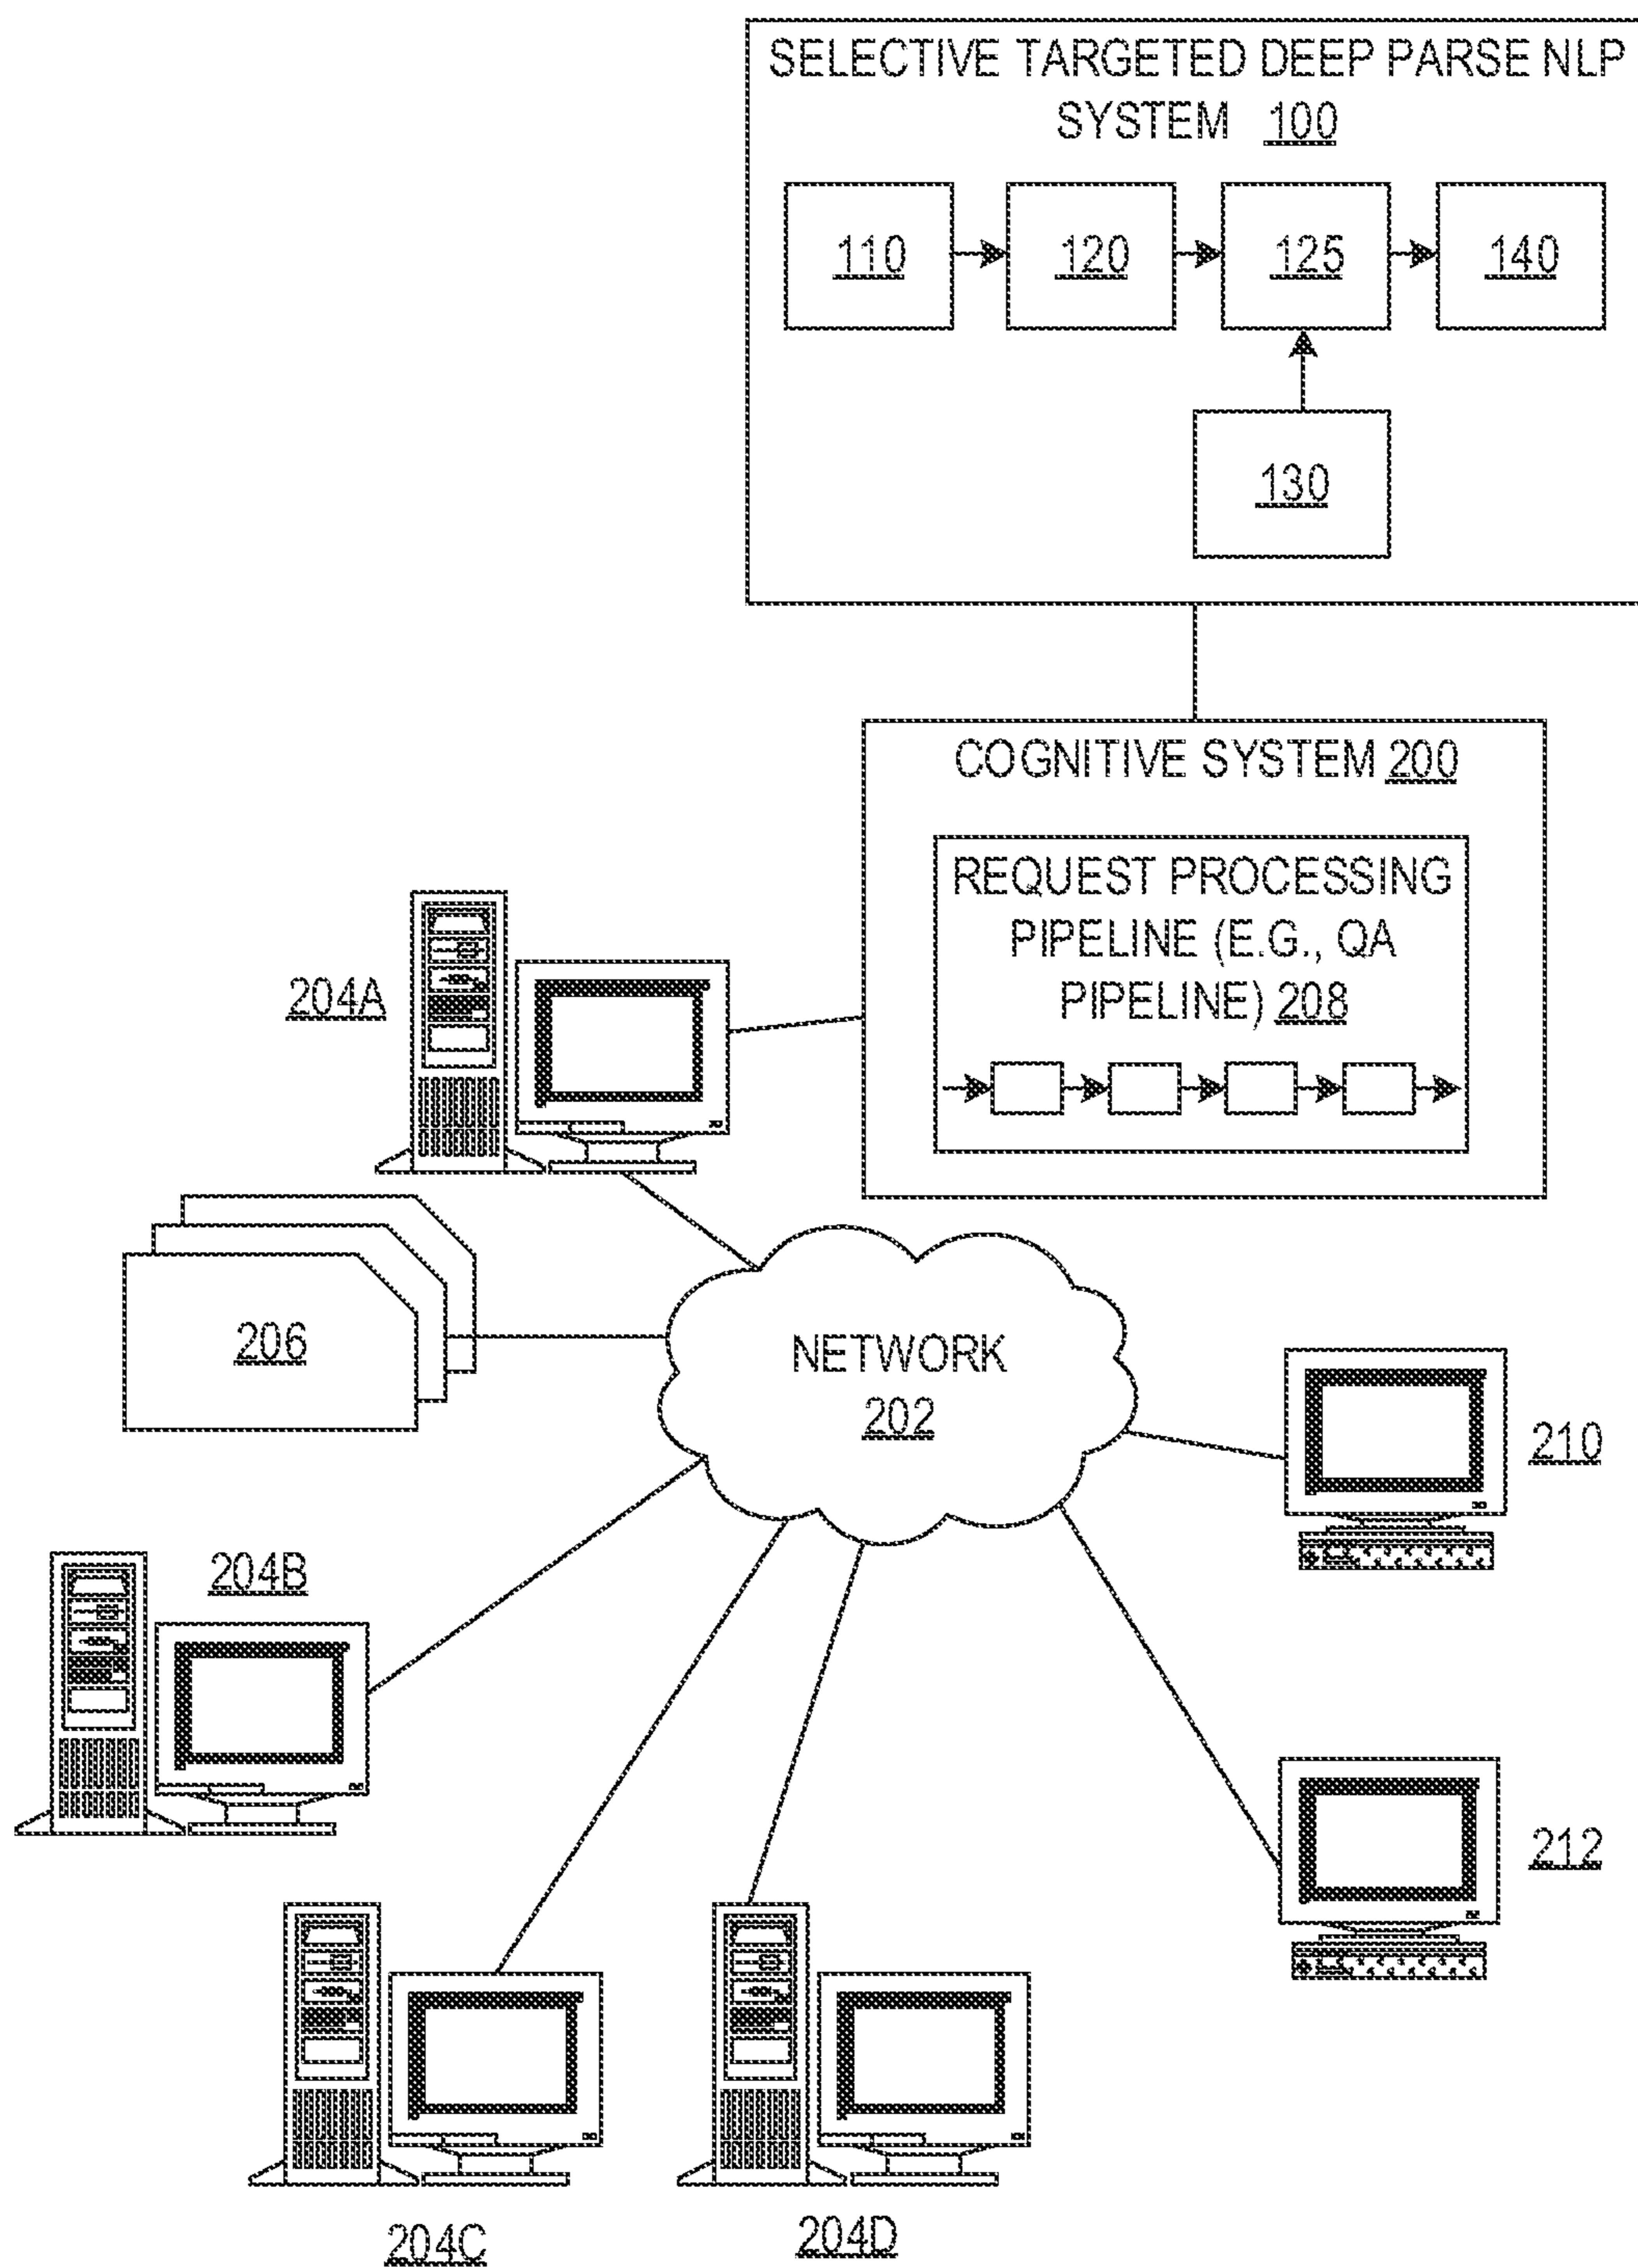 SELECTIVE TARGETED DEEP PARSE NLP
SYSTEM 100
110
120
125
140
130
COGNITIVE SYSTEM 200
REQUEST PROCESSING
PIPELINE (E.G., QA
PIPELINE) 208
204A
206
NETWORK
202
210
204B
212
204C
204D